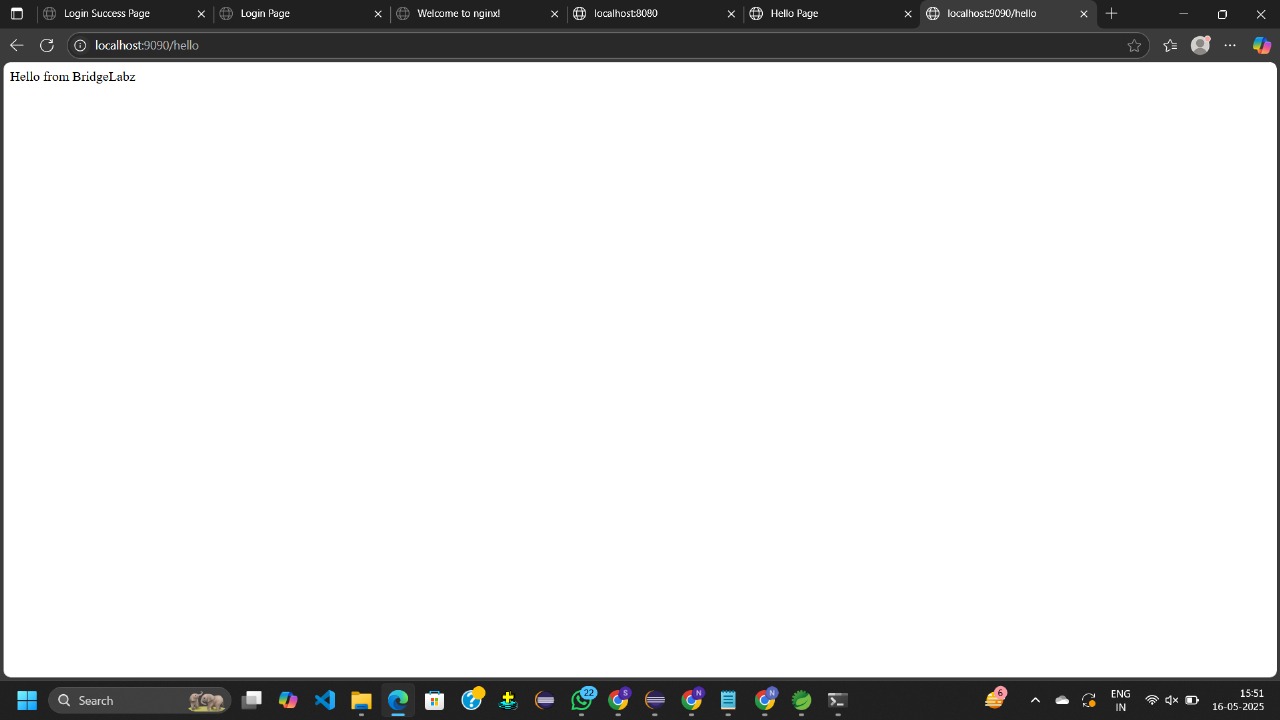 Login Success Page
Login Page
Welcome to nginx!
localhost:8080
Hello Page
localhost:9090/hello
localhost:9090/hello
Hello from BridgeLabz
Search
22
S
N
N
6
ENG
IN
15:51
16-05-2025